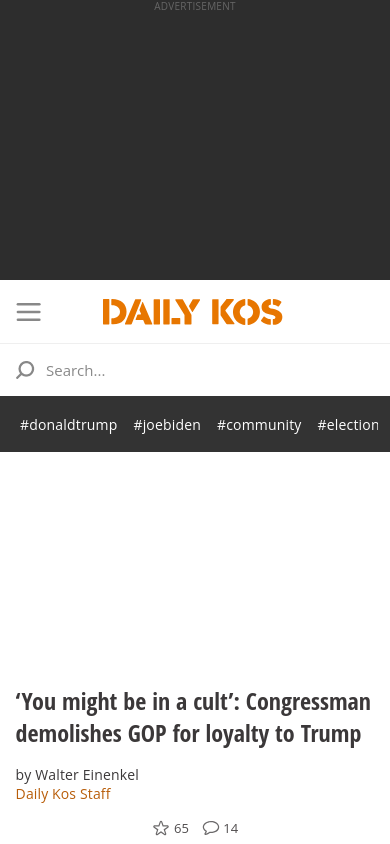 ADVERTISEMENT
DAILY KOS
Search...
#donaldtrump #joebiden #community #election
‘You might be in a cult’: Congressman
demolishes GOP for loyalty to Trump
by Walter Einenkel
Daily Kos Staff
65 14